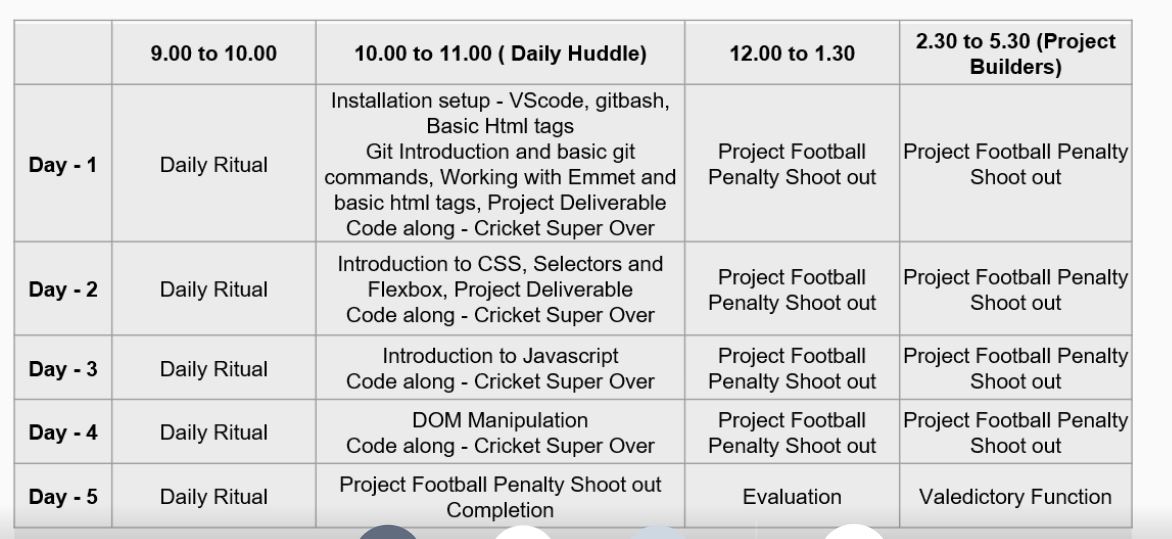 9.00 to 10.00
10.00 to 11.00 ( Daily Huddle)
12.00 to 1.30
2.30 to 5.30 (Project
Builders)
Day - 1
Daily Ritual
Installation setup - VScode, gitbash,
Basic Html tags
Git Introduction and basic git
commands, Working with Emmet and
basic html tags, Project Deliverable
Code along - Cricket Super Over
Project Football
Penalty Shoot out
Project Football Penalty
Shoot out
Day - 2
Daily Ritual
Introduction to CSS, Selectors and
Flexbox, Project Deliverable
Code along - Cricket Super Over
Project Football
Penalty Shoot out
Project Football Penalty
Shoot out
Day - 3
Daily Ritual
Introduction to Javascript
Code along - Cricket Super Over
Project Football
Penalty Shoot out
Project Football Penalty
Shoot out
Day - 4
Daily Ritual
DOM Manipulation
Code along - Cricket Super Over
Project Football
Penalty Shoot out
Project Football Penalty
Shoot out
Day - 5
Daily Ritual
Project Football Penalty Shoot out
Completion
Evaluation
Valedictory Function